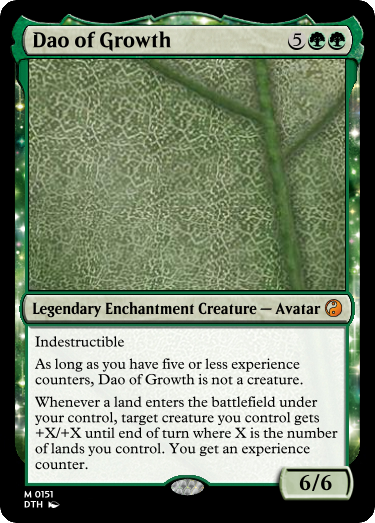 Dao of Growth 5
Legendary Enchantment Creature — Avatar
Indestructible
As long as you have five or less experience
counters, Dao of Growth is not a creature.
Whenever a land enters the battlefield under
your control, target creature you control gets
+X/+X until end of turn where X is the number
of lands you control. You get an experience
counter.
6/6
M 0151
DTH